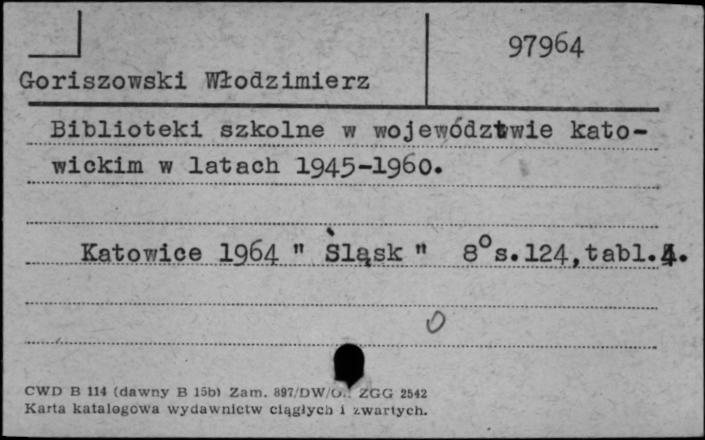 97964
Goriszowski Włodzimierz
Biblioteki szkolne w województwie kato-
wickim w latach 1945-1960.
Katowice 1964 " Śląsk " 8° s.124,tabl.4.
CWD B 114 (dawny B 15b) Zam. 897/DW/O. ZGG 2542
Karta katalogowa wydawnictw ciągłych i zwartych.